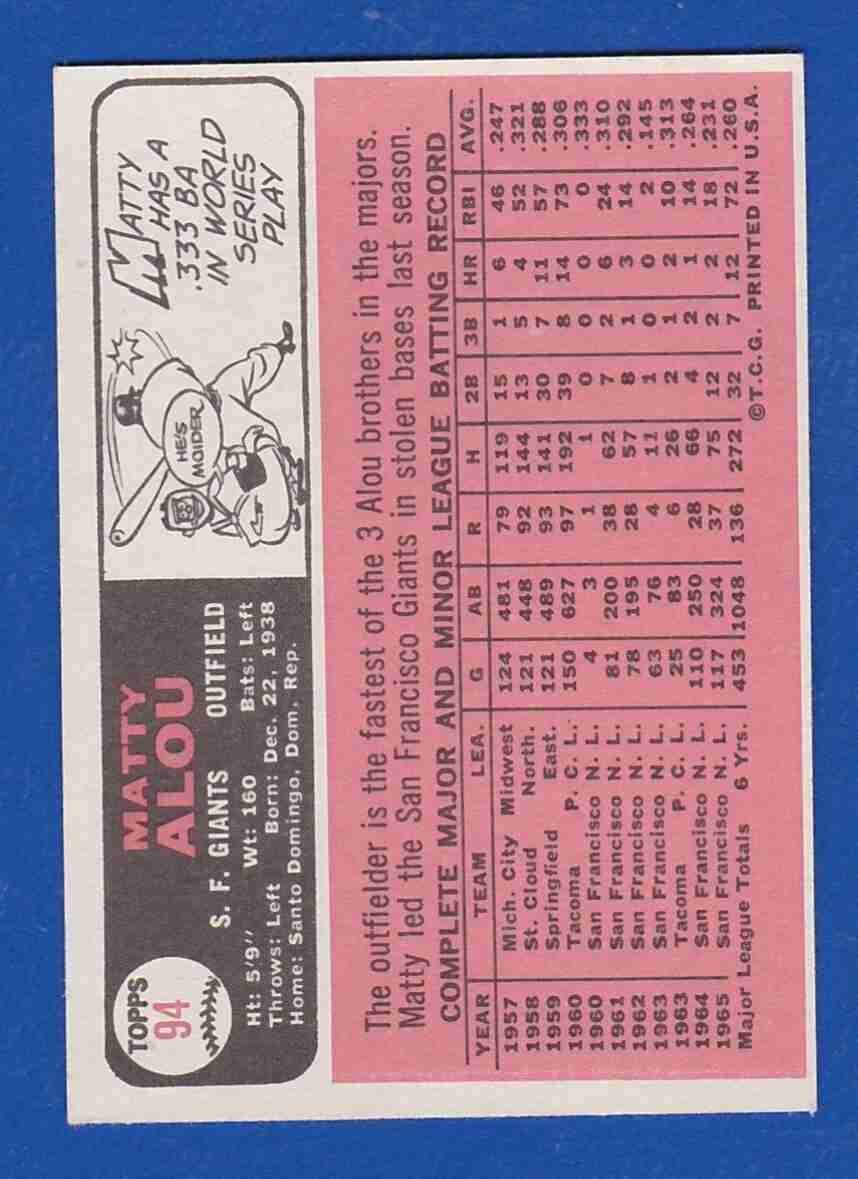 TOPPS
94
MATTY
ALOU
S. F. GIANTS OUTFIELD
Ht: 5'9" Wt: 160 Bats: Left
Throws: Left Born: Dec. 22, 1938
Home: Santo Domingo, Dom. Rep.
HE'S
MOIDER
MATTY
HAS A
.333 BA
IN WORLD
SERIES
PLAY
The outfielder is the fastest of the 3 Alou brothers in the majors.
Matty led the San Francisco Giants in stolen bases last season.
COMPLETE MAJOR AND MINOR LEAGUE BATTING RECORD
YEAR TEAM LEA. G AB R H 2B 3B HR RBI AVG.
1957 Mich. City Midwest 124 481 79 119 15 1 6 46 .247
1958 St. Cloud North. 121 448 92 144 13 5 4 52 .321
1959 Springfield East. 121 489 93 141 30 7 11 57 .288
1960 Tacoma P. C. L. 150 627 97 192 39 8 14 73 .306
1960 San Francisco N. L. 4 3 1 1 0 0 0 0 .333
1961 San Francisco N. L. 81 200 38 62 7 2 6 24 .310
1962 San Francisco N. L. 78 195 28 57 8 1 3 14 .292
1963 San Francisco N. L. 63 76 4 11 1 0 0 2 .145
1963 Tacoma P. C. L. 25 83 6 26 2 1 2 10 .313
1964 San Francisco N. L. 110 250 28 66 4 2 1 14 .264
1965 San Francisco N. L. 117 324 37 75 12 2 2 18 .231
Major League Totals 6 Yrs. 453 1048 136 272 32 7 12 72 .260
©T.C.G. PRINTED IN U.S.A.